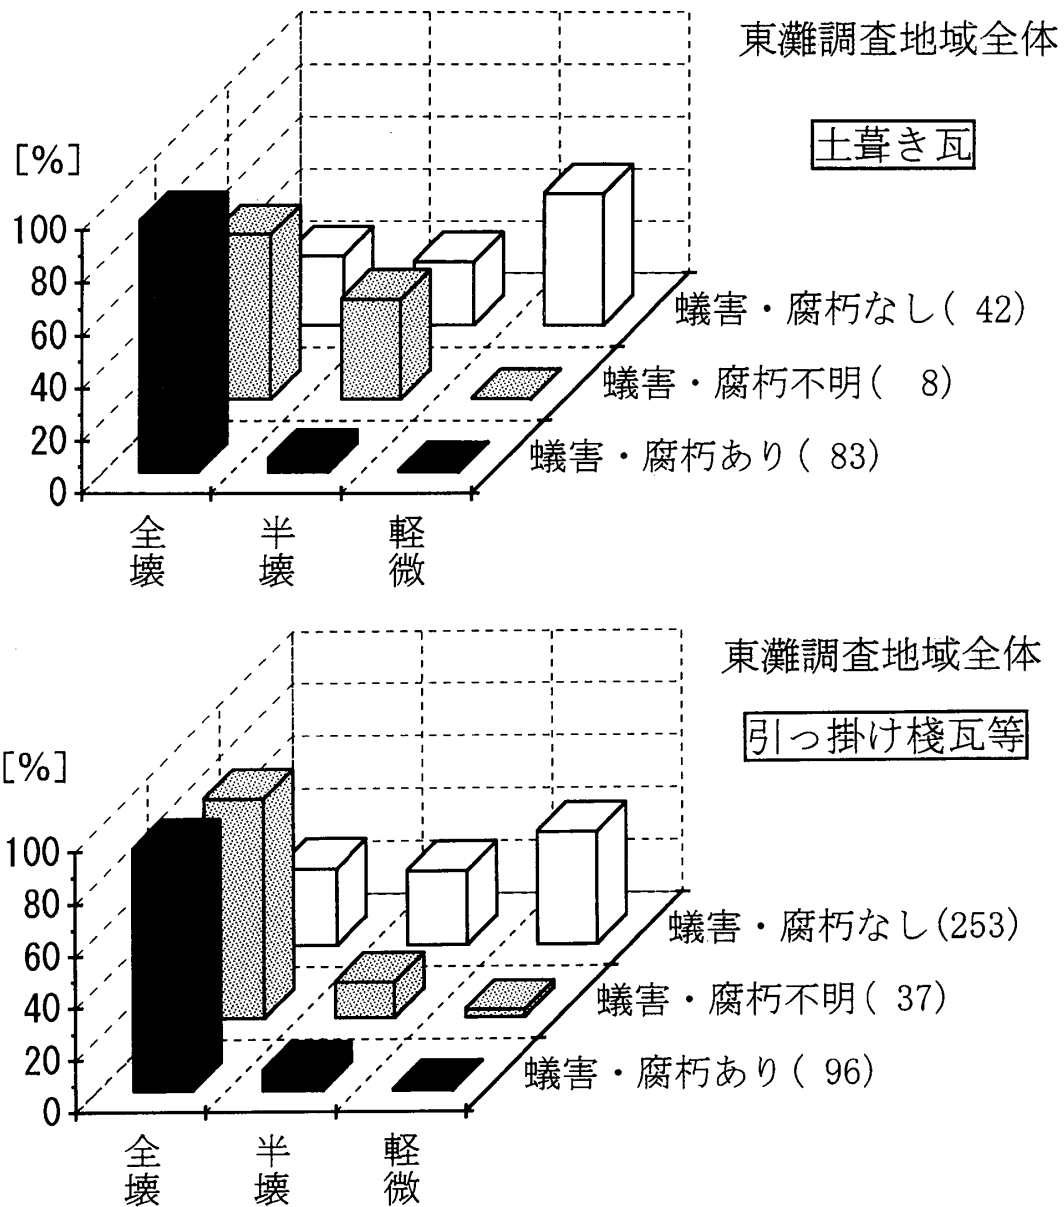 東灘調査地域全体
土葺き瓦
[%]
100
80
60
40
20
0
蟻害・腐朽なし( 42)
蟻害・腐朽不明( 8)
蟻害・腐朽あり( 83)
全壊
半壊
軽微
東灘調査地域全体
引っ掛け棧瓦等
[%]
100
80
60
40
20
0
蟻害・腐朽なし(253)
蟻害・腐朽不明( 37)
蟻害・腐朽あり( 96)
全壊
半壊
軽微